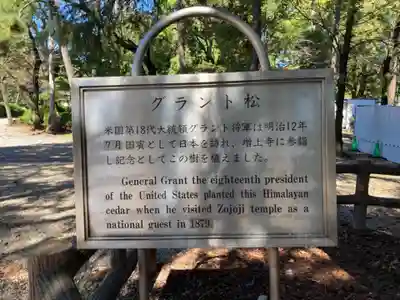 グラント松
米国第18代大統領グラント将軍は明治12年
7月国賓として日本を訪れ、増上寺に参詣
し記念としてこの樹を植えました。
General Grant the eighteenth president
of the United States planted this Himalayan
cedar when he visited Zojoji temple as a
national guest in 1879.